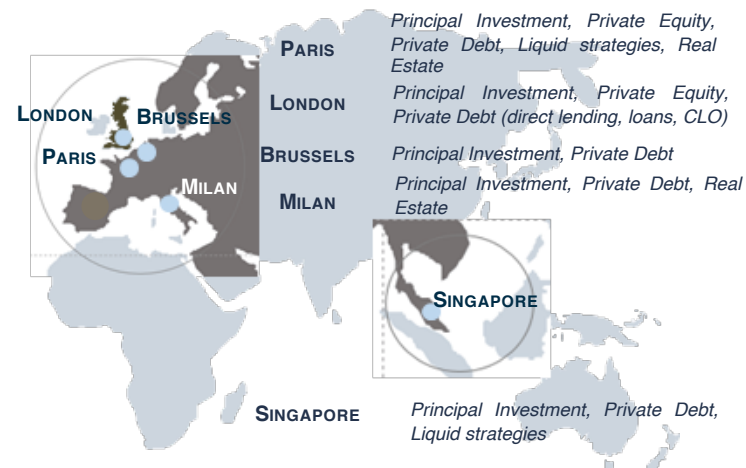 PARIS
Principal Investment, Private Equity,
Private Debt, Liquid strategies, Real
Estate
LONDON
Principal Investment, Private Equity,
Private Debt (direct lending, loans, CLO)
BRUSSELS
Principal Investment, Private Debt
MILAN
Principal Investment, Private Debt, Real
Estate
LONDON
BRUSSELS
PARIS
MILAN
SINGAPORE
SINGAPORE
Principal Investment, Private Debt,
Liquid strategies